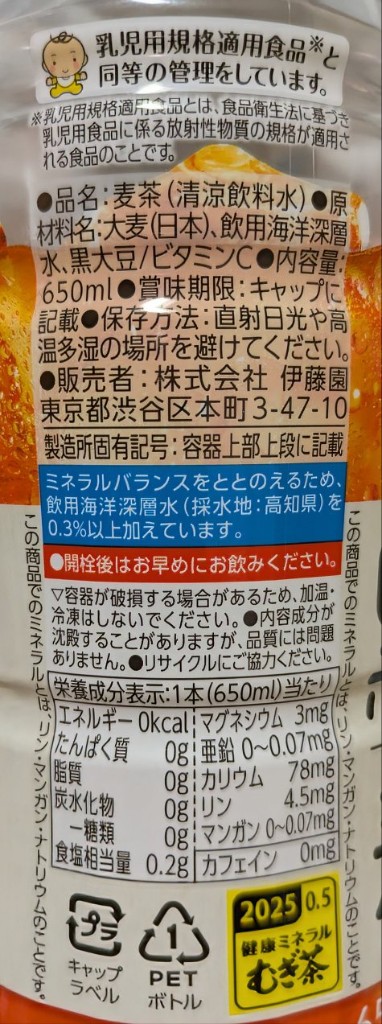 乳児用規格適用食品※と
同等の管理をしています。
※乳児用規格適用食品とは、食品衛生法に基づき
乳児用食品に係る放射性物質の規格が適用さ
れる食品のことです。
●品名:麦茶(清涼飲料水)●原
材料名:大麦(日本)、飲用海洋深層
水、黒大豆/ビタミンC●内容量:
650ml●賞味期限:キャップに
記載●保存方法:直射日光や高
温多湿の場所を避けてください。
●販売者:株式会社 伊藤園
東京都渋谷区本町3-47-10
製造所固有記号:容器上部上段に記載
ミネラルバランスをととのえるため、
飲用海洋深層水(採水地:高知県)を
0.3%以上加えています。
●開栓後はお早めにお飲みください。
▽容器が破損する場合があるため、加温・
冷凍はしないでください。●内容成分が
沈殿することがありますが、品質には問題
ありません。●リサイクルにご協力ください。
この商品でのミネラルとは、リン・マンガン・ナトリウムのことです。
この商品でのミネラルとは、リン・マンガン・ナトリウムのことです。
栄養成分表示:1本(650ml)当たり
エネルギー 0kcal
たんぱく質 0g
脂質 0g
炭水化物 0g
ー糖類 0g
食塩相当量 0.2g
マグネシウム 3mg
亜鉛 0~0.07mg
カリウム 78mg
リン 4.5mg
マンガン 0~0.07mg
カフェイン 0mg
プラ
キャップ
ラベル
1
PET
ボトル
2025 0.5
健康ミネラル
むぎ茶